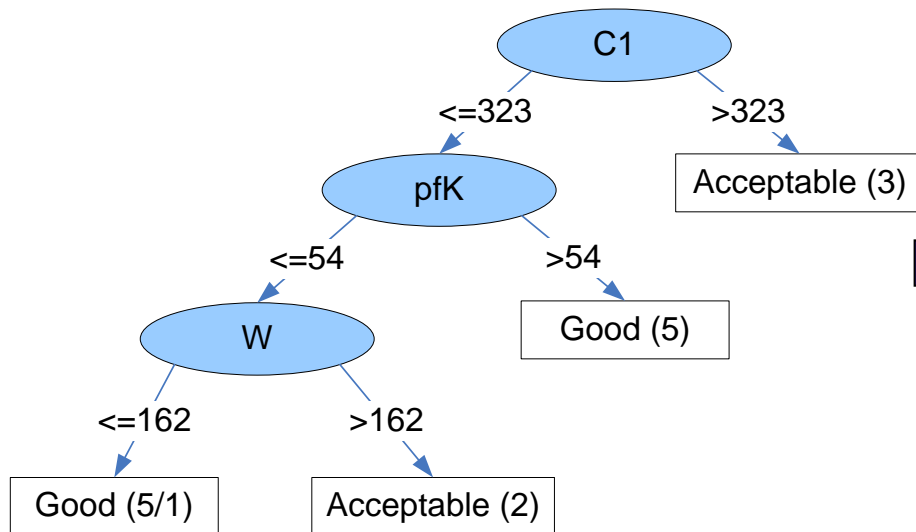 C1
<=323
>323
pfK
Acceptable (3)
<=54
>54
W
Good (5)
<=162
>162
Good (5/1)
Acceptable (2)